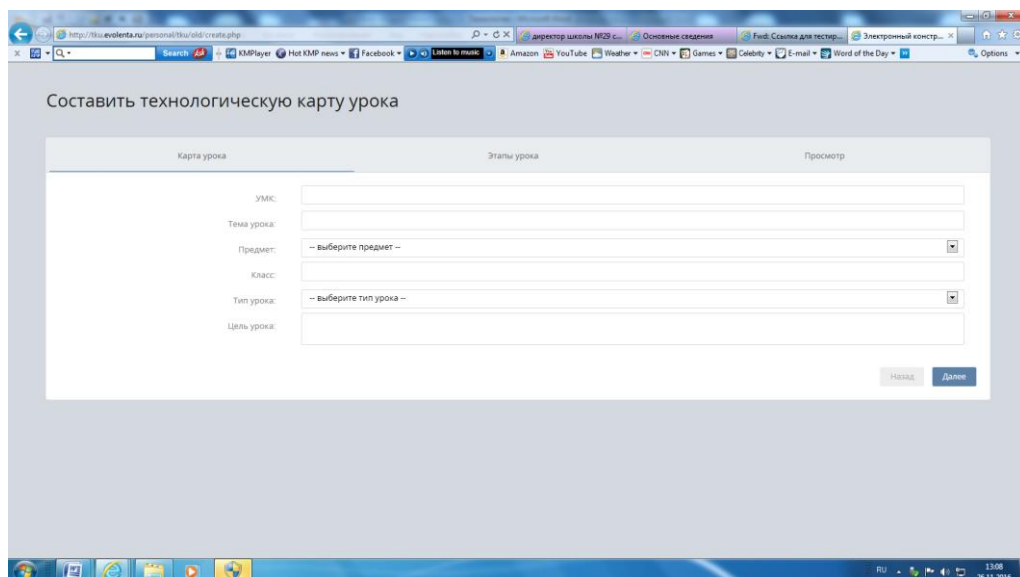 http://tku.evolenta.ru/personal/tku/old/create.php
директор школы №29 с...
Основные сведения
Fwd: Ссылка для тестир...
Электронный констр...
Search
KMPlayer
Hot KMP news
Facebook
Listen to music
Amazon
YouTube
Weather
CNN
Games
Celebrity
E-mail
Word of the Day
Options
Составить технологическую карту урока
Карта урока
Этапы урока
Просмотр
УМК:
Тема урока:
Предмет:
-- выберите предмет --
Класс:
Тип урока:
-- выберите тип урока --
Цель урока:
Назад
Далее
RU
13:08
26.11.2016